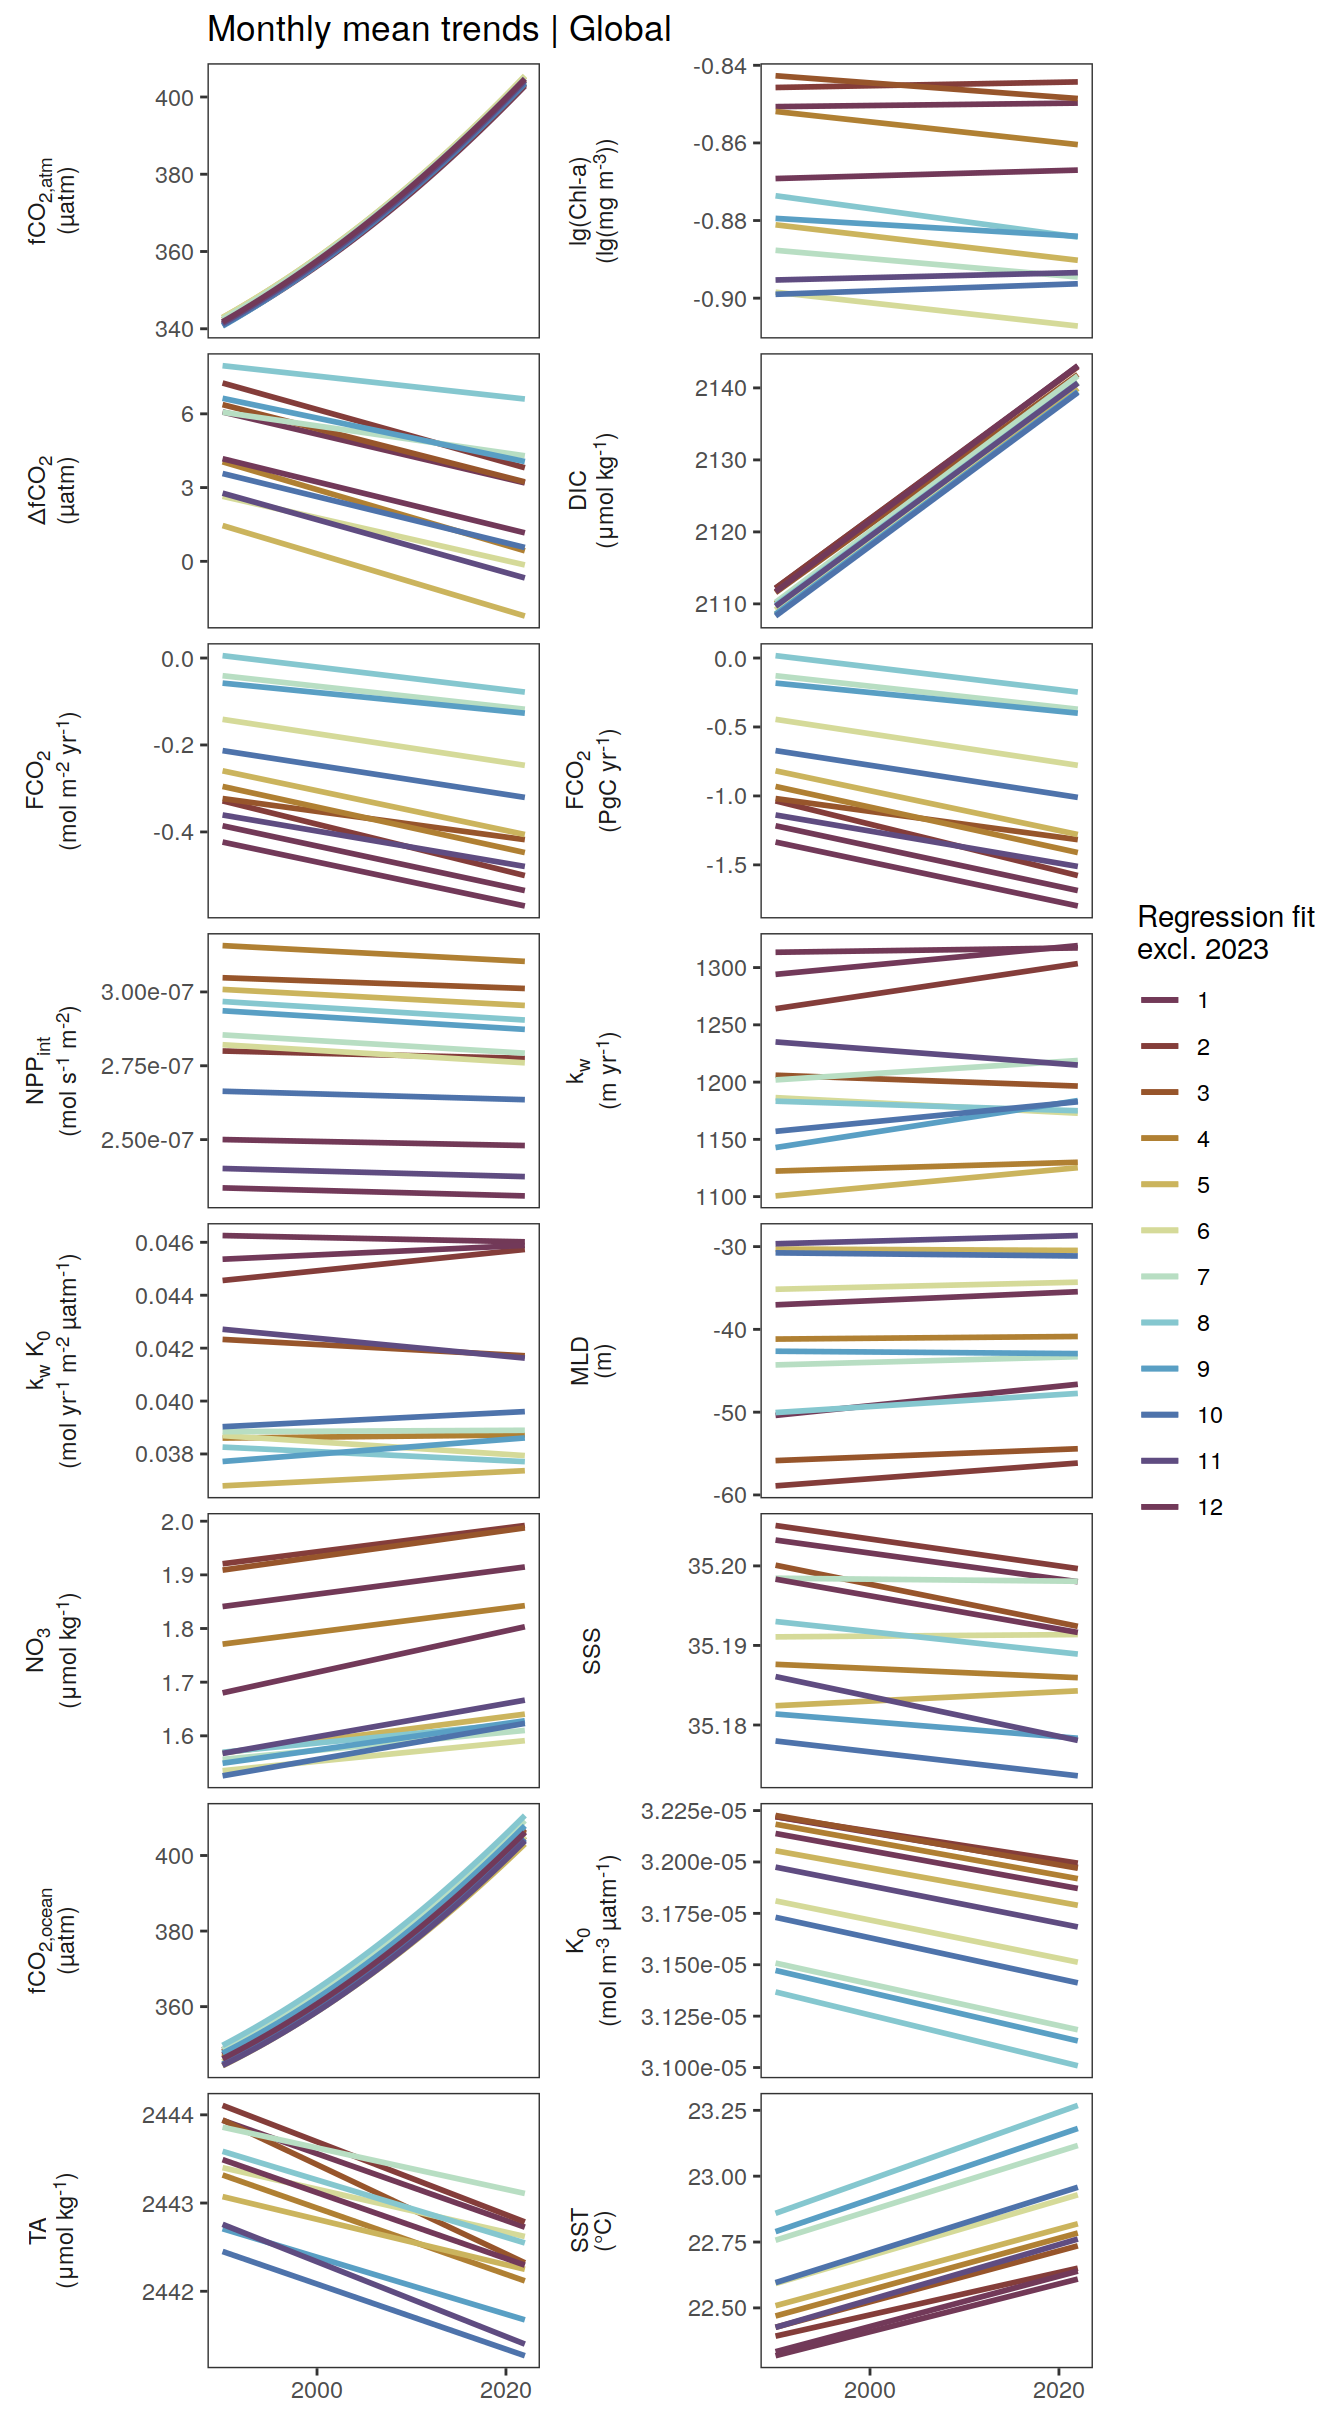 Monthly mean trends | Global
fCO2,atm
(µatm)
400
380
360
340
lg(Chl-a)
(lg(mg m-3))
-0.84
-0.86
-0.88
-0.90
ΔfCO2
(µatm)
6
3
0
DIC
(µmol kg-1)
2140
2130
2120
2110
FCO2
(mol m-2 yr-1)
0.0
-0.2
-0.4
FCO2
(PgC yr-1)
0.0
-0.5
-1.0
-1.5
NPPint
(mol s-1 m-2)
3.00e-07
2.75e-07
2.50e-07
kw
(m yr-1)
1300
1250
1200
1150
1100
kw K0
(mol yr-1 m-2 µatm-1)
0.046
0.044
0.042
0.040
0.038
MLD
(m)
-30
-40
-50
-60
NO3
(µmol kg-1)
2.0
1.9
1.8
1.7
1.6
SSS
35.20
35.19
35.18
fCO2,ocean
(µatm)
400
380
360
K0
(mol m-3 µatm-1)
3.225e-05
3.200e-05
3.175e-05
3.150e-05
3.125e-05
3.100e-05
TA
(µmol kg-1)
2444
2443
2442
SST
(°C)
23.25
23.00
22.75
22.50
2000
2020
2000
2020
Regression fit
excl. 2023
1
2
3
4
5
6
7
8
9
10
11
12